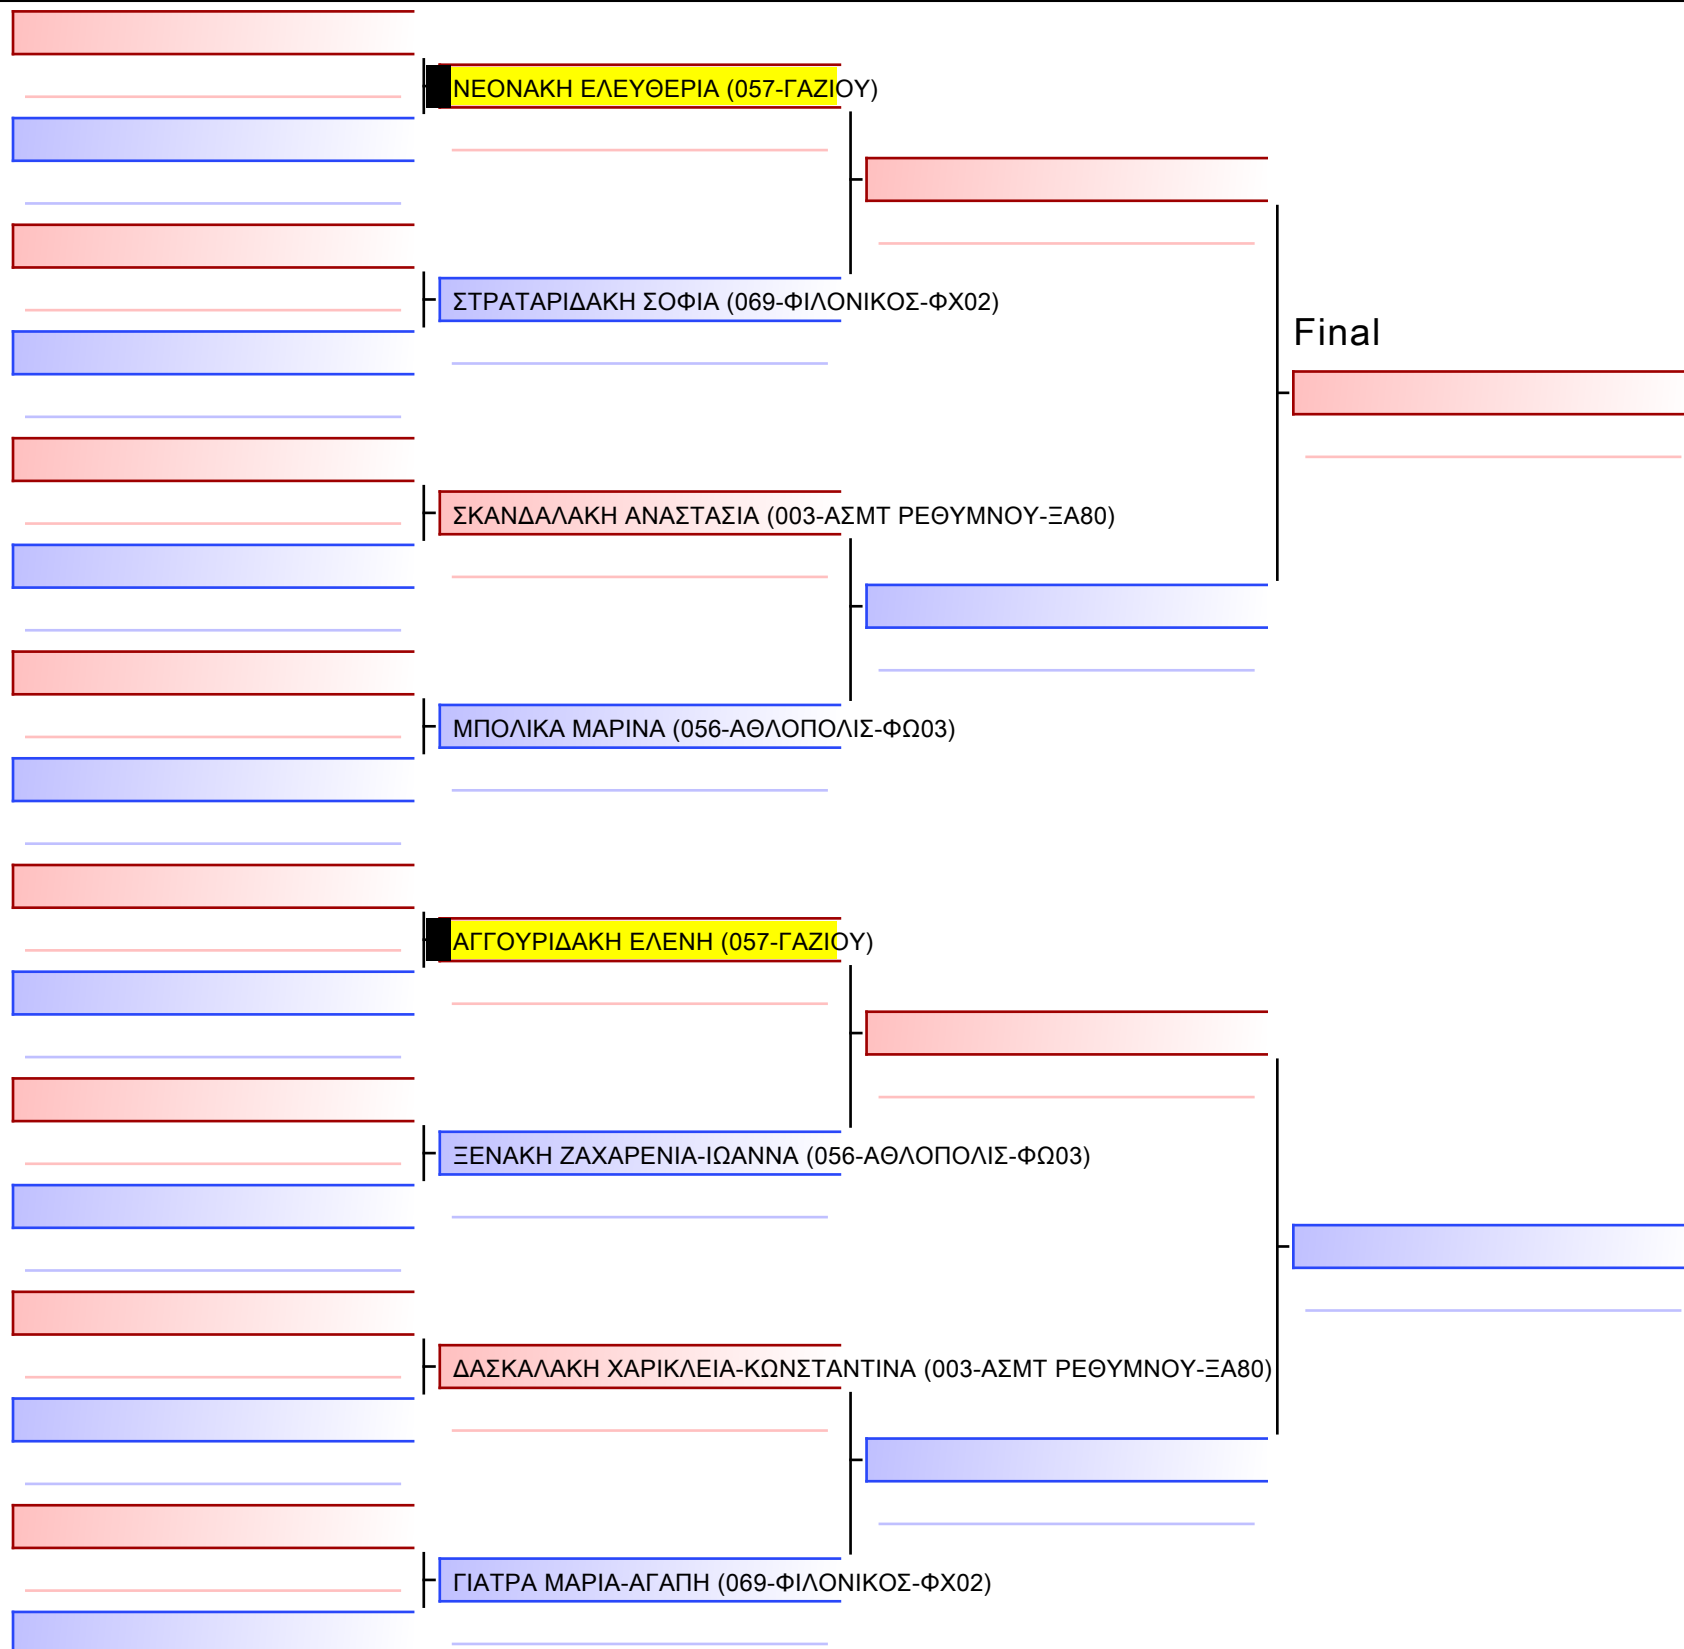 ΝΕΟΝΑΚΗ ΕΛΕΥΘΕΡΙΑ (057-ΓΑΖΙΟΥ)
ΣΤΡΑΤΑΡΙΔΑΚΗ ΣΟΦΙΑ (069-ΦΙΛΟΝΙΚΟΣ-ΦΧ02)
Final
ΣΚΑΝΔΑΛΑΚΗ ΑΝΑΣΤΑΣΙΑ (003-ΑΣΜΤ ΡΕΘΥΜΝΟΥ-ΞΑ80)
ΜΠΟΛΙΚΑ ΜΑΡΙΝΑ (056-ΑΘΛΟΠΟΛΙΣ-ΦΩ03)
ΑΓΓΟΥΡΙΔΑΚΗ ΕΛΕΝΗ (057-ΓΑΖΙΟΥ)
ΞΕΝΑΚΗ ΖΑΧΑΡΕΝΙΑ-ΙΩΑΝΝΑ (056-ΑΘΛΟΠΟΛΙΣ-ΦΩ03)
ΔΑΣΚΑΛΑΚΗ ΧΑΡΙΚΛΕΙΑ-ΚΩΝΣΤΑΝΤΙΝΑ (003-ΑΣΜΤ ΡΕΘΥΜΝΟΥ-ΞΑ80)
ΓΙΑΤΡΑ ΜΑΡΙΑ-ΑΓΑΠΗ (069-ΦΙΛΟΝΙΚΟΣ-ΦΧ02)